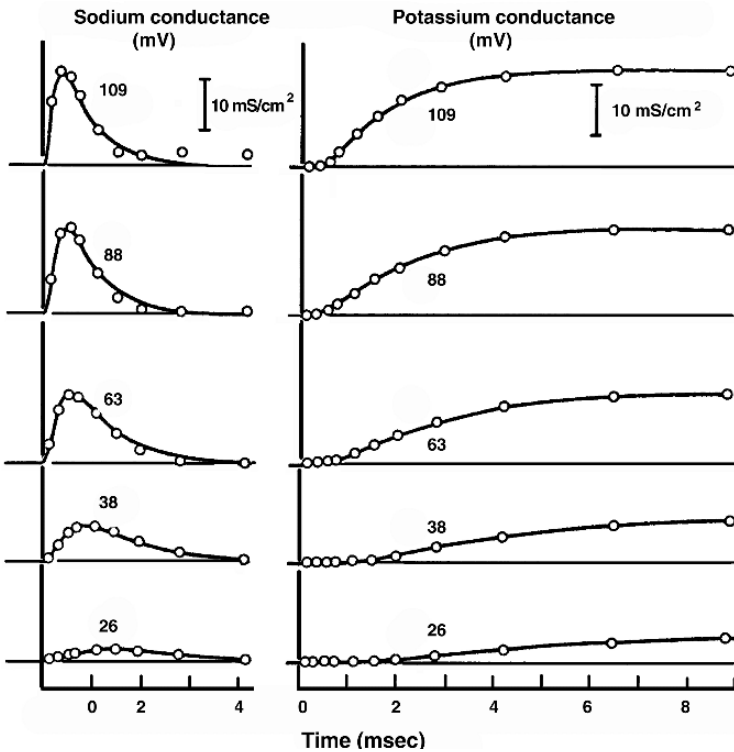 Sodium conductance
(mV)
Potassium conductance
(mV)
109
10 mS/cm²
109
10 mS/cm²
88
88
63
63
38
38
26
26
0 2 4
0 2 4 6 8
Time (msec)